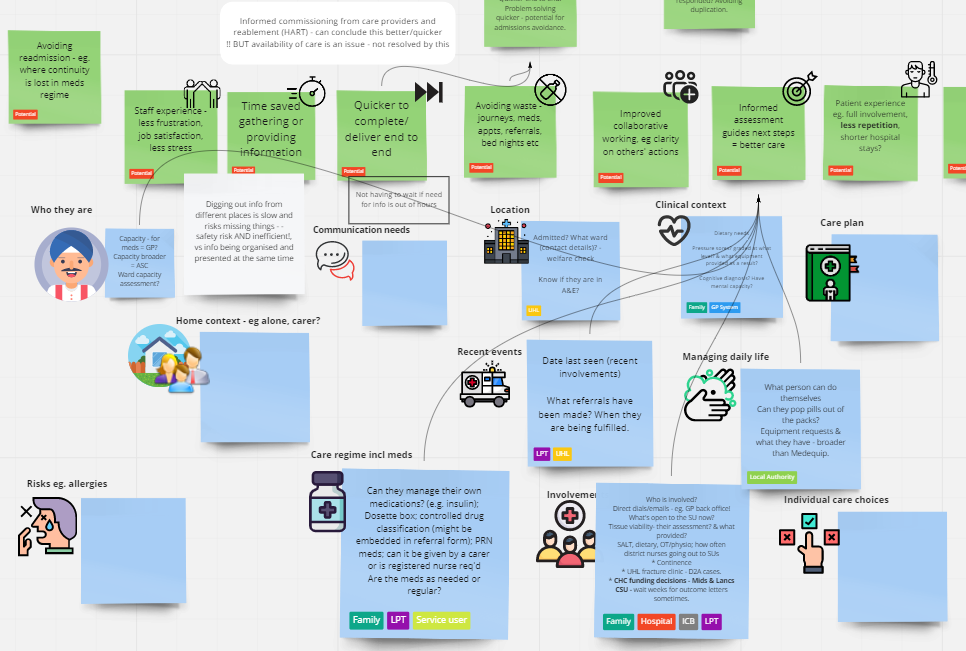 Problem solving
quicker - potential for
admissions avoidance.
responded? Avoiding
duplication.
Informed commissioning from care providers and
reablement (HART) - can conclude this better/quicker
!! BUT availability of care is an issue - not resolved by this
Avoiding
readmission - eg.
where continuity
is lost in meds
regime
Potential
Staff experience -
less frustration,
job satisfaction,
less stress
Potential
Time saved
gathering or
providing
information
Potential
Quicker to
complete/
deliver end to
end
Potential
Avoiding waste -
journeys, meds,
appts, referrals,
bed nights etc
Potential
Improved
collaborative
working, eg clarity
on others' actions
Potential
Informed
assessment
guides next steps
= better care
Potential
Patient experience
eg. full involvement,
less repetition,
shorter hospital
stays?
Potential
Not having to wait if need
for info is out of hours
Digging out info from
different places is slow and
risks missing things - -
safety risk AND inefficient!,
vs info being organised and
presented at the same time
Who they are
Capacity - for
meds = GP?
Capacity broader
= ASC
Ward capacity
assessment?
Communication needs
Location
Admitted? What ward
(contact details)? -
welfare check
Know if they are in
A&E?
UHL
Clinical context
Dietary needs
Pressure sores: graded at what
level? & what equipment
provided as a result?
Cognitive diagnosis? Have
mental capacity?
Family
GP System
Care plan
Home context - eg alone, carer?
Recent events
Date last seen (recent
involvements)
What referrals have
been made? When they
are being fulfilled.
LPT
UHL
Managing daily life
What person can do
themselves
Can they pop pills out of
the packs?
Equipment requests &
what they have - broader
than Medequip.
Local Authority
Care regime incl meds
Can they manage their own
medications? (e.g. insulin);
Dosette box; controlled drug
classification (might be
embedded in referral form); PRN
meds; can it be given by a carer
or is registered nurse req'd
Are the meds as needed or
regular?
Family
LPT
Service user
Risks eg. allergies
Involvemen
Who is involved?
Direct dials/emails - eg. GP back office!
What's open to the SU now?
Tissue viability- their assessment? & what
provided?
SALT, dietary, OT/physio; how often
district nurses going out to SUs
* Continence
* UHL fracture clinic - D2A cases.
* CHC funding decisions - Mids & Lancs
CSU - wait weeks for outcome letters
sometimes.
Family
Hospital
ICB
LPT
Individual care choices